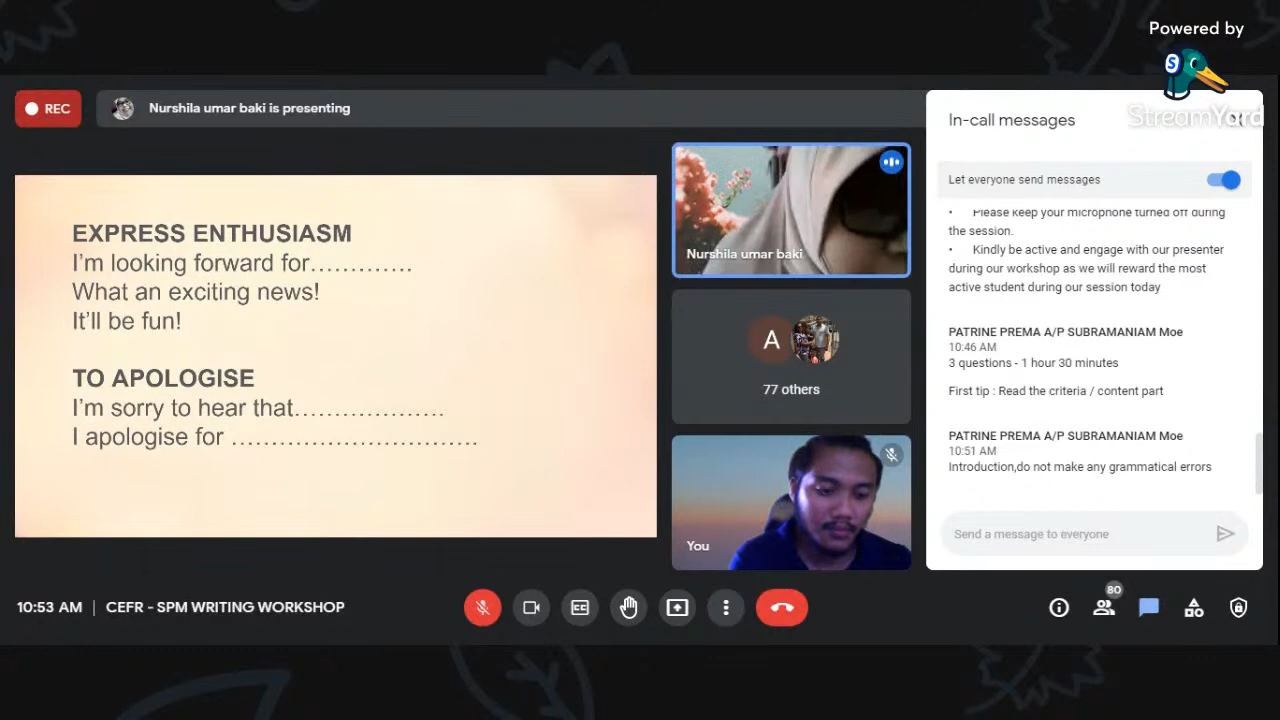 Powered by
StreamYard
REC
Nurshila umar baki is presenting
In-call messages
Let everyone send messages
• Please keep your microphone turned off during
the session.
• Kindly be active and engage with our presenter
during our workshop as we will reward the most
active student during our session today
PATRINE PREMA A/P SUBRAMANIAM Moe
10:46 AM
3 questions - 1 hour 30 minutes
First tip : Read the criteria / content part
PATRINE PREMA A/P SUBRAMANIAM Moe
10:51 AM
Introduction,do not make any grammatical errors
Send a message to everyone
EXPRESS ENTHUSIASM
I’m looking forward for………….
What an exciting news!
It’ll be fun!
TO APOLOGISE
I’m sorry to hear that……………….
I apologise for ………………………….
Nurshila umar baki
A
77 others
You
10:53 AM | CEFR - SPM WRITING WORKSHOP
80